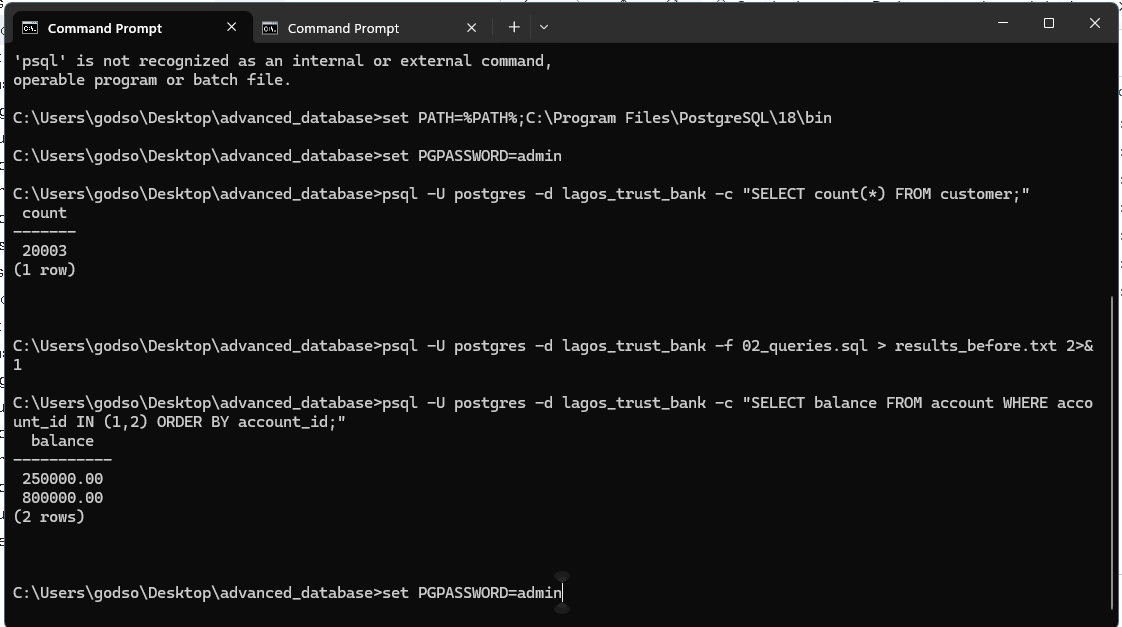 Command Prompt
Command Prompt
'psql' is not recognized as an internal or external command,
operable program or batch file.
C:\Users\godso\Desktop\advanced_database>set PATH=%PATH%;C:\Program Files\PostgreSQL\18\bin
C:\Users\godso\Desktop\advanced_database>set PGPASSWORD=admin
C:\Users\godso\Desktop\advanced_database>psql -U postgres -d lagos_trust_bank -c "SELECT count(*) FROM customer;"
count
-------
20003
(1 row)
C:\Users\godso\Desktop\advanced_database>psql -U postgres -d lagos_trust_bank -f 02_queries.sql > results_before.txt 2>&
1
C:\Users\godso\Desktop\advanced_database>psql -U postgres -d lagos_trust_bank -c "SELECT balance FROM account WHERE acco
unt_id IN (1,2) ORDER BY account_id;"
balance
-----------
250000.00
800000.00
(2 rows)
C:\Users\godso\Desktop\advanced_database>set PGPASSWORD=admin